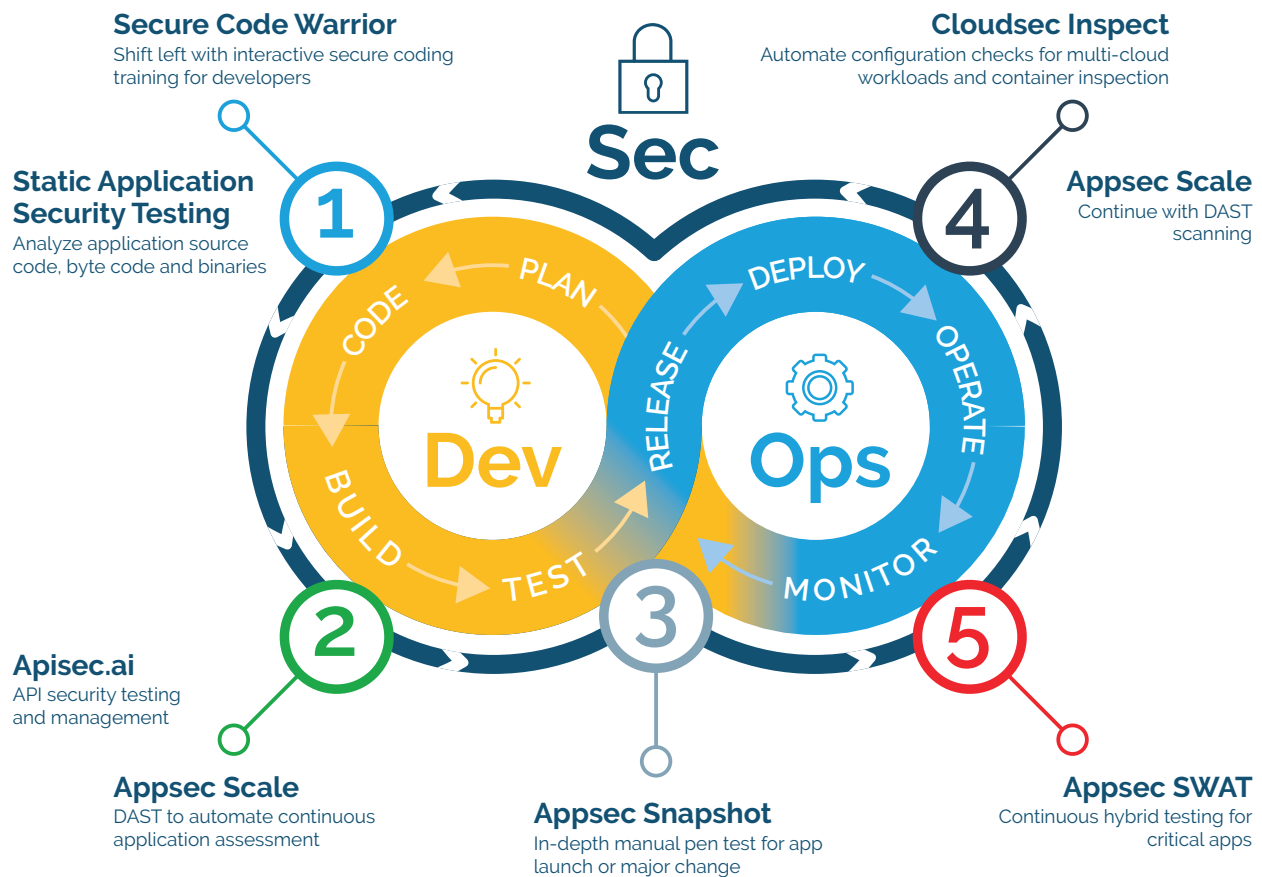 Secure Code Warrior
Shift left with interactive secure coding
training for developers
Sec
Cloudsec Inspect
Automate configuration checks for multi-cloud
workloads and container inspection
Static Application
Security Testing
Analyze application source
code, byte code and binaries
1
4
Appsec Scale
Continue with DAST
scanning
PLAN
CODE
BUILD
TEST
RELEASE
DEPLOY
OPERATE
MONITOR
Dev
Ops
2
3
5
Apisec.ai
API security testing
and management
Appsec Scale
DAST to automate continuous
application assessment
Appsec Snapshot
In-depth manual pen test for app
launch or major change
Appsec SWAT
Continuous hybrid testing for
critical apps